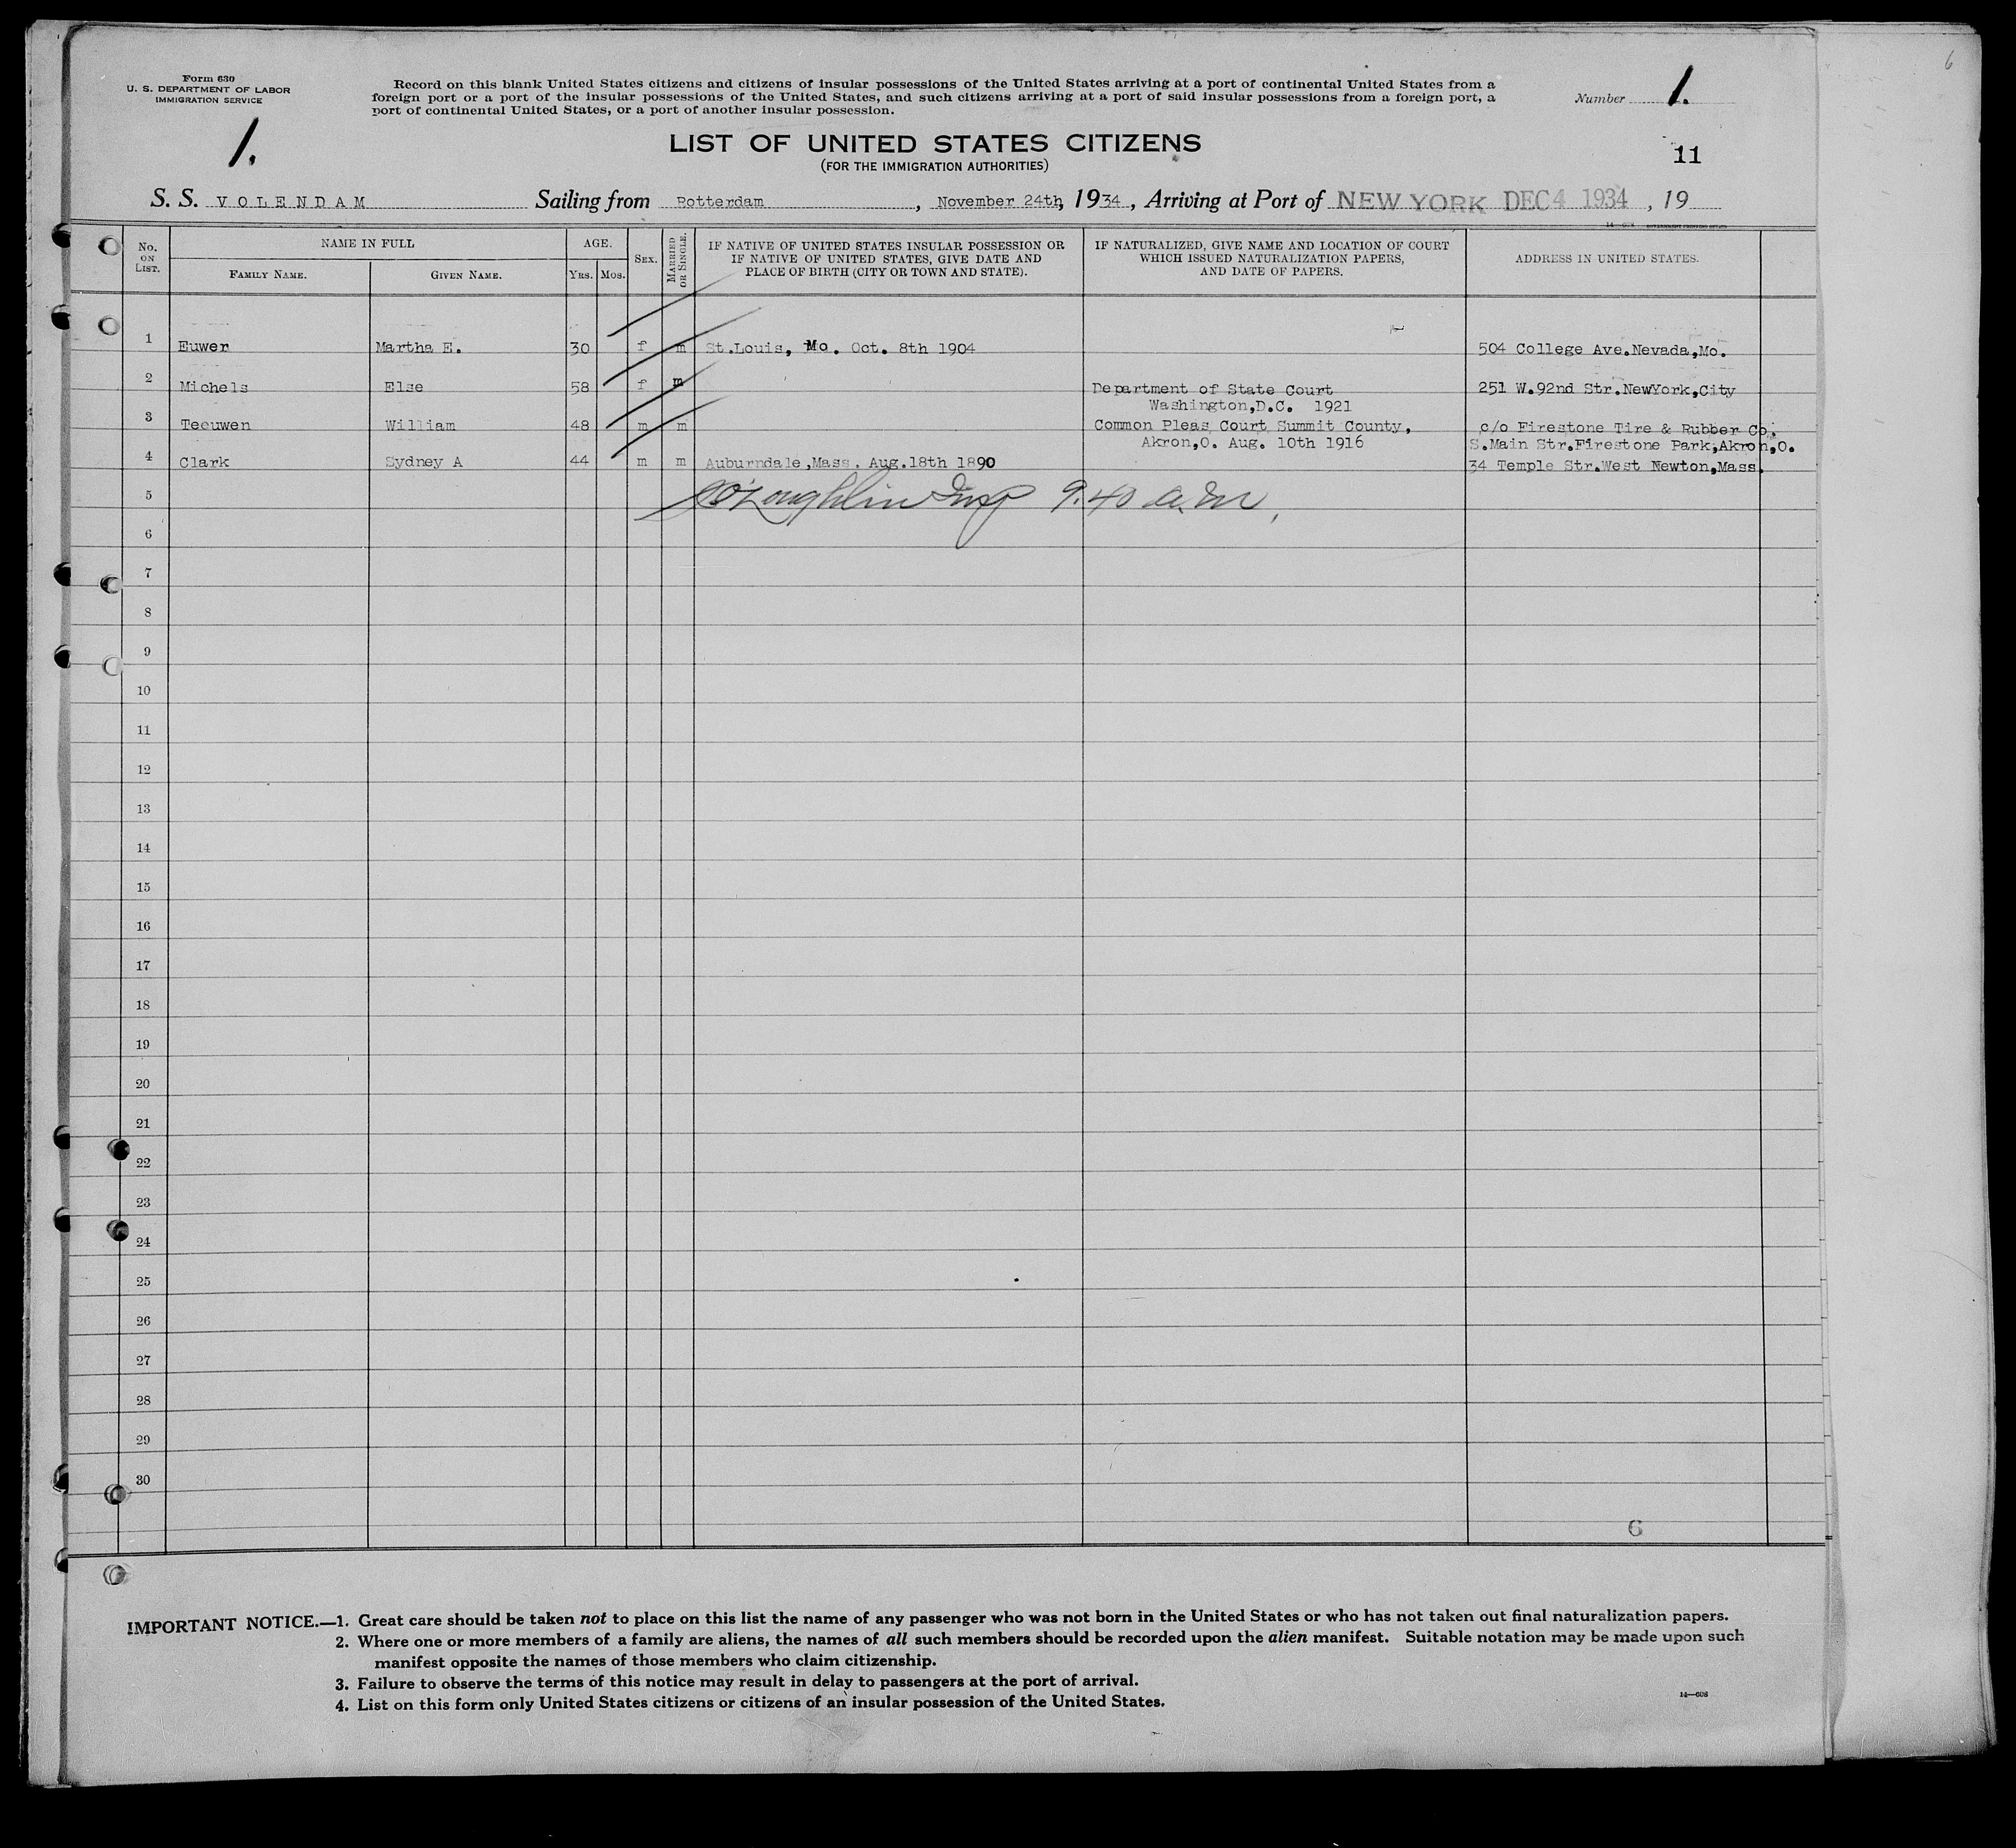 Form 630
U. S. DEPARTMENT OF LABOR
IMMIGRATION SERVICE
1.
Record on this blank United States citizens and citizens of insular possessions of the United States arriving at a port of continental United States from a
foreign port or a port of the insular possessions of the United States, and such citizens arriving at a port of said insular possessions from a foreign port, a
port of continental United States, or a port of another insular possession.
Number 1.
LIST OF UNITED STATES CITIZENS
(FOR THE IMMIGRATION AUTHORITIES)
11
S. S. VOLENDAM Sailing from Rotterdam, November 24th, 1934, Arriving at Port of NEW YORK DEC 4 1934, 19
No. ON LIST. NAME IN FULL FAMILY NAME. GIVEN NAME. AGE. YRS. MOS. SEX. MARRIED OR SINGLE.
IF NATIVE OF UNITED STATES INSULAR POSSESSION OR
IF NATIVE OF UNITED STATES, GIVE DATE AND
PLACE OF BIRTH (CITY OR TOWN AND STATE).
IF NATURALIZED, GIVE NAME AND LOCATION OF COURT
WHICH ISSUED NATURALIZATION PAPERS,
AND DATE OF PAPERS.
ADDRESS IN UNITED STATES.
1 Euwer Martha E. 30 f m St.Louis, Mo. Oct. 8th 1904 504 College Ave.Nevada,Mo.
2 Michels Else 58 f m Department of State Court 251 W.92nd Str.NewYork,City
Washington,D.C. 1921
3 Teeuwen William 48 m m Common Pleas Court Summit County, c/o Firestone Tire & Rubber Co.
Akron,O. Aug. 10th 1916 S.Main Str.Firestone Park,Akron,O.
4 Clark Sydney A 44 m m Auburndale,Mass. Aug.18th 1890 34 Temple Str.West Newton,Mass.
5 O'Loughlin Insp 9.40 a.m.
6
7
8
9
10
11
12
13
14
15
16
17
18
19
20
21
22
23
24
25
26
27
28
29
30
6
IMPORTANT NOTICE.—1. Great care should be taken not to place on this list the name of any passenger who was not born in the United States or who has not taken out final naturalization papers.
2. Where one or more members of a family are aliens, the names of all such members should be recorded upon the alien manifest. Suitable notation may be made upon such
manifest opposite the names of those members who claim citizenship.
3. Failure to observe the terms of this notice may result in delay to passengers at the port of arrival.
4. List on this form only United States citizens or citizens of an insular possession of the United States.
14—608